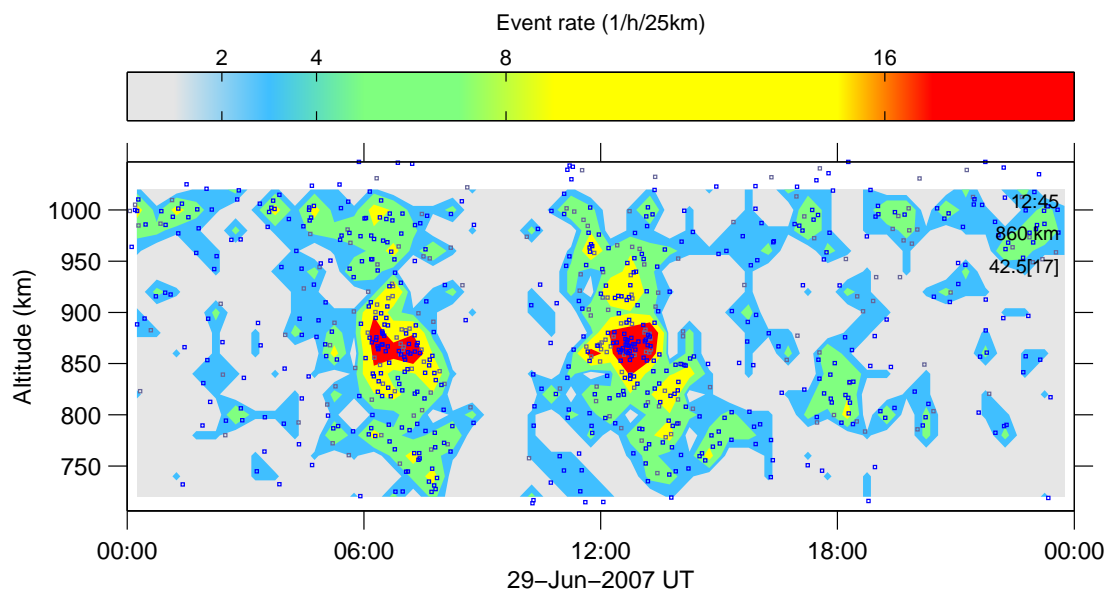 Event rate (1/h/25km)
2 4 8 16
12:45
860 km
42.5[17]
1000
950
900
850
800
750
Altitude (km)
00:00 06:00 12:00 18:00 00:00
29−Jun−2007 UT